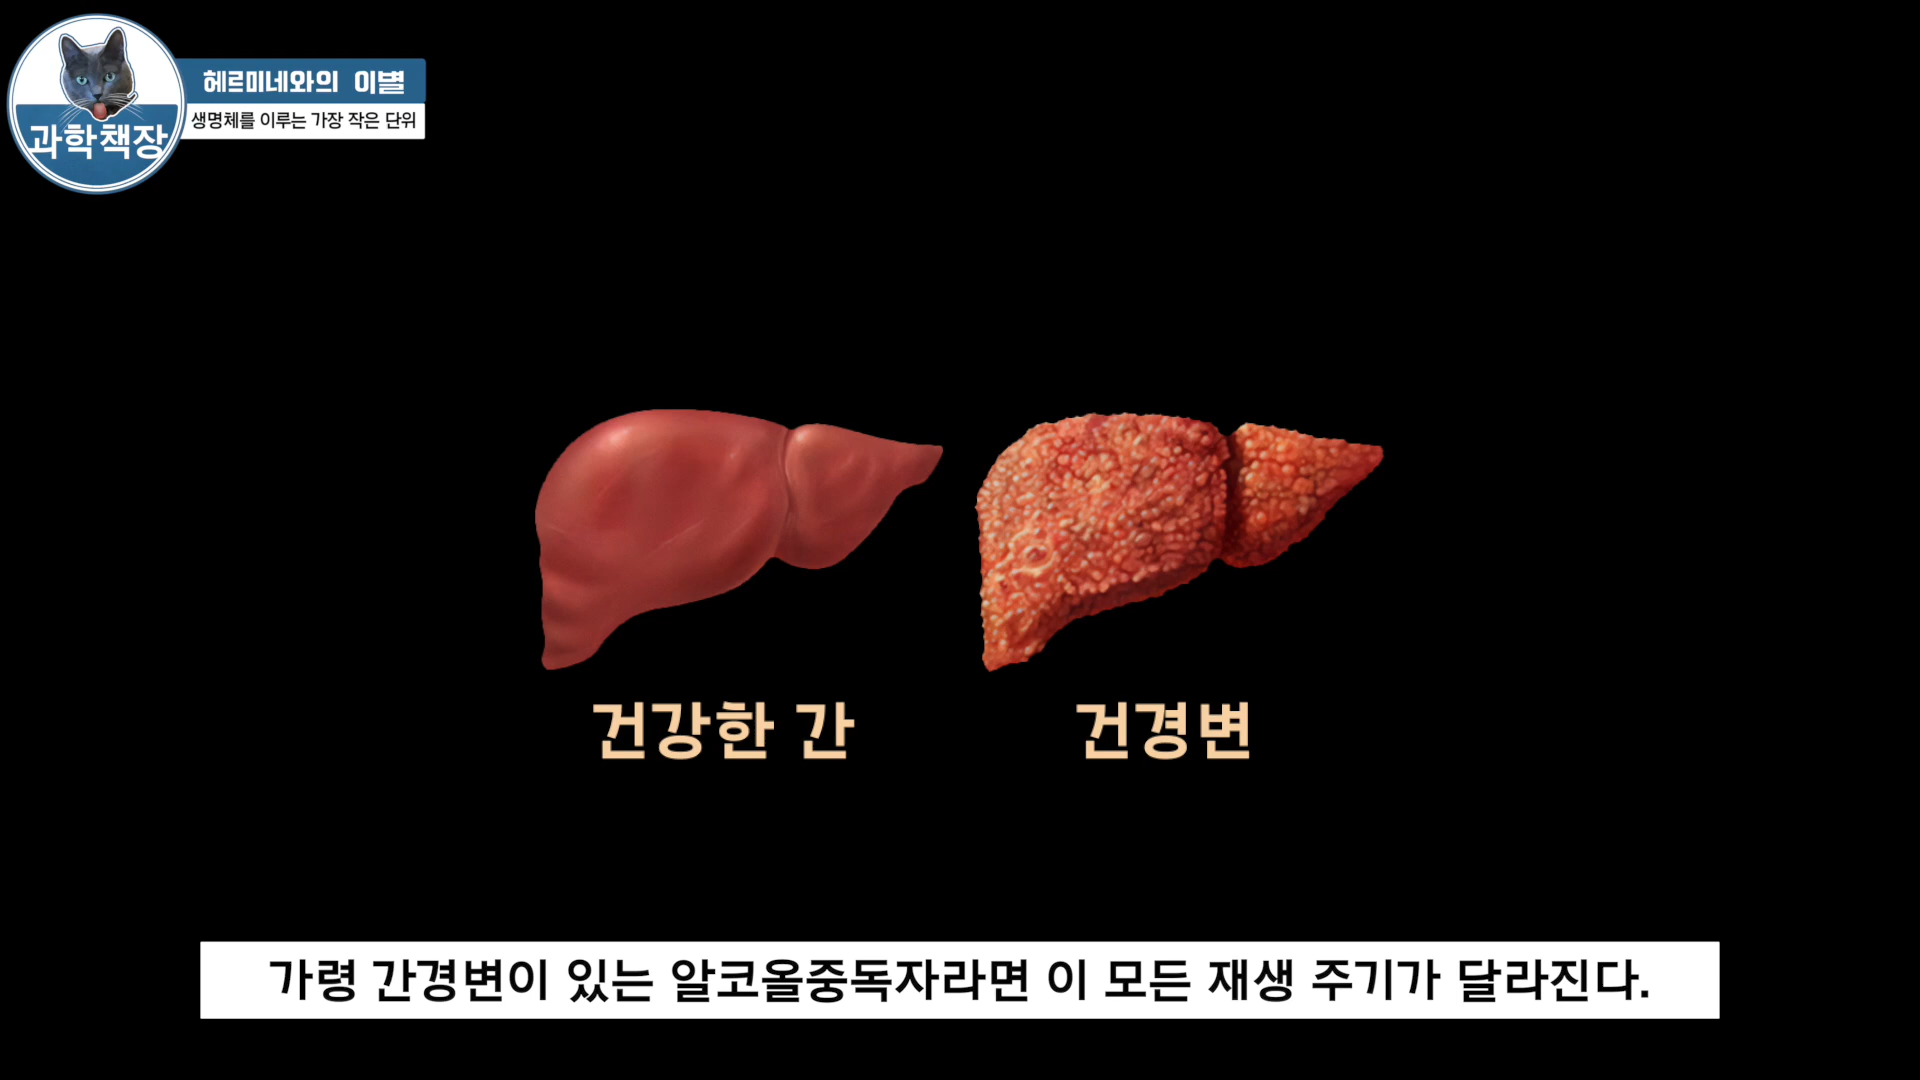 과학책장
헤르미네와의 이별
생명체를 이루는 가장 작은 단위
건강한 간
건경변
가령 간경변이 있는 알코올중독자라면 이 모든 재생 주기가 달라진다.